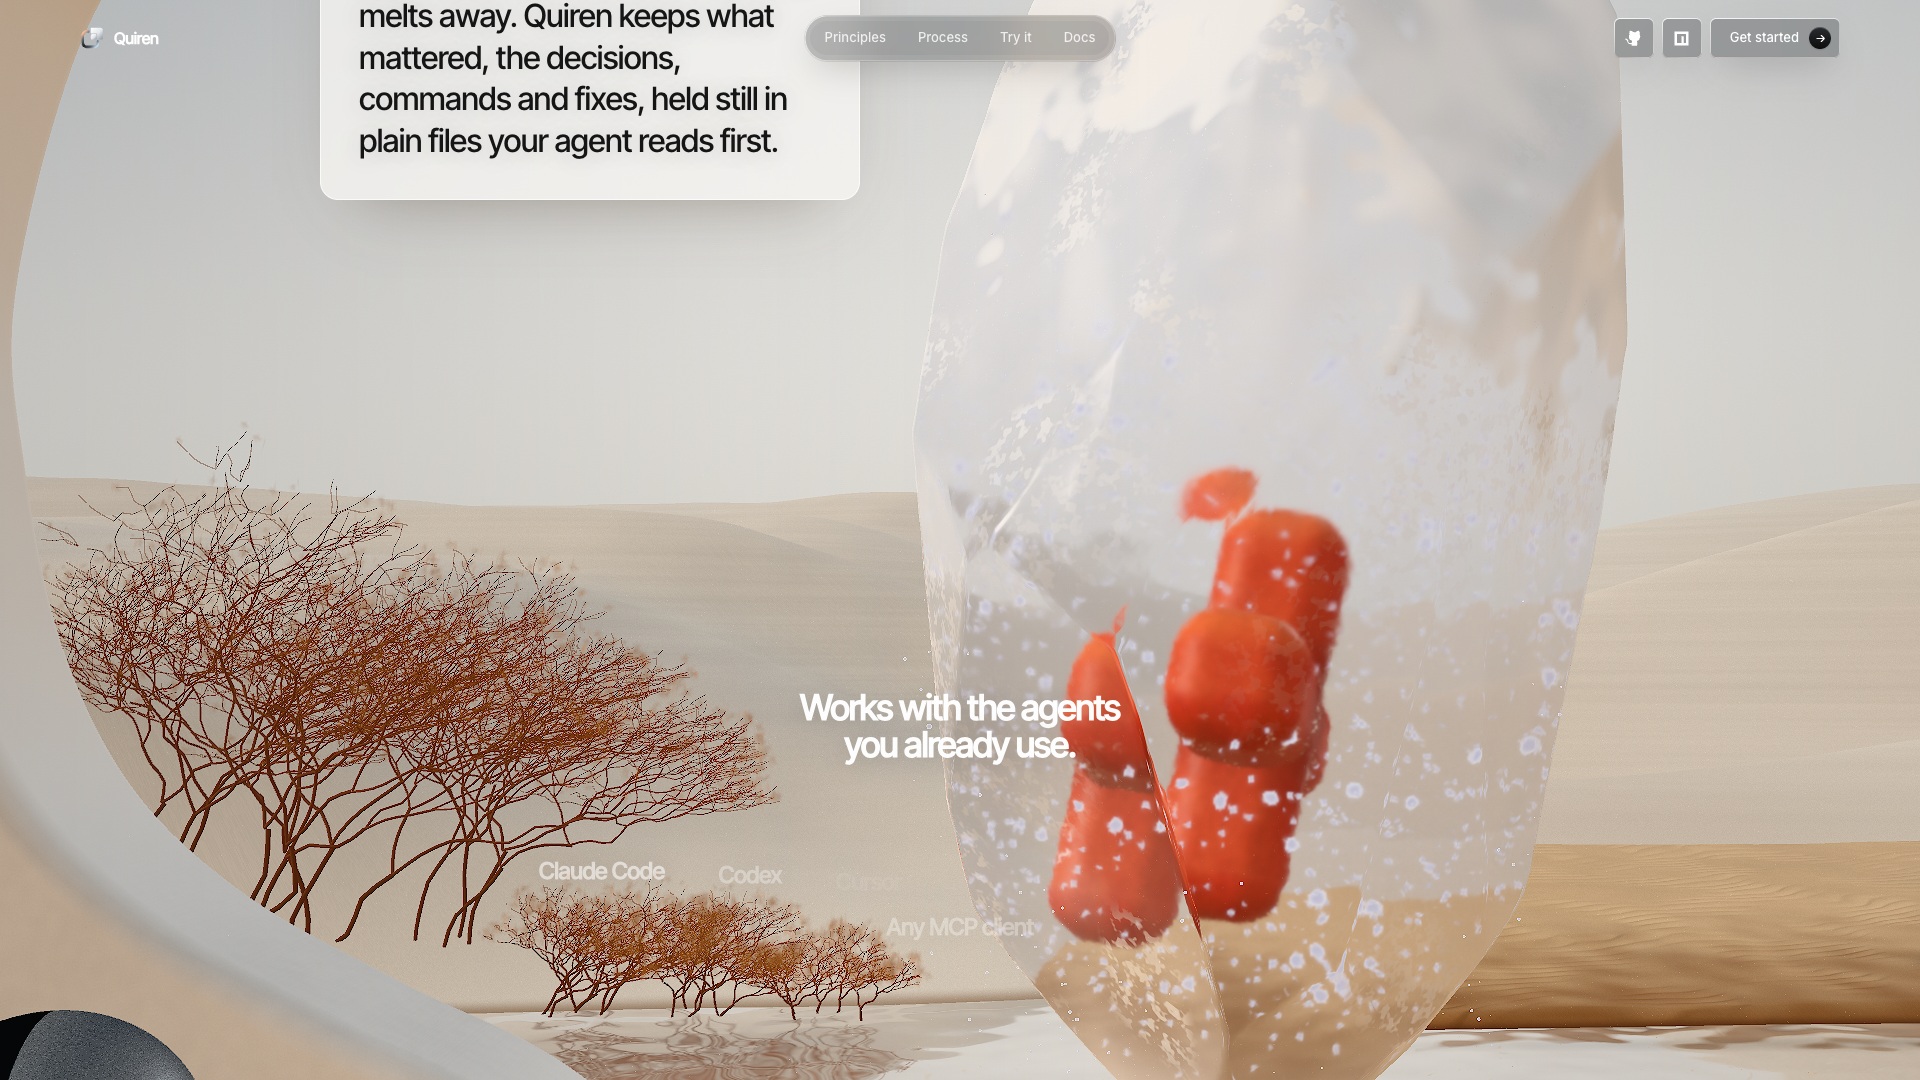 Quiren
Principles
Process
Try it
Docs
Get started
melts away. Quiren keeps what
mattered, the decisions,
commands and fixes, held still in
plain files your agent reads first.
Works with the agents
you already use.
Claude Code
Codex
Cursor
Any MCP client